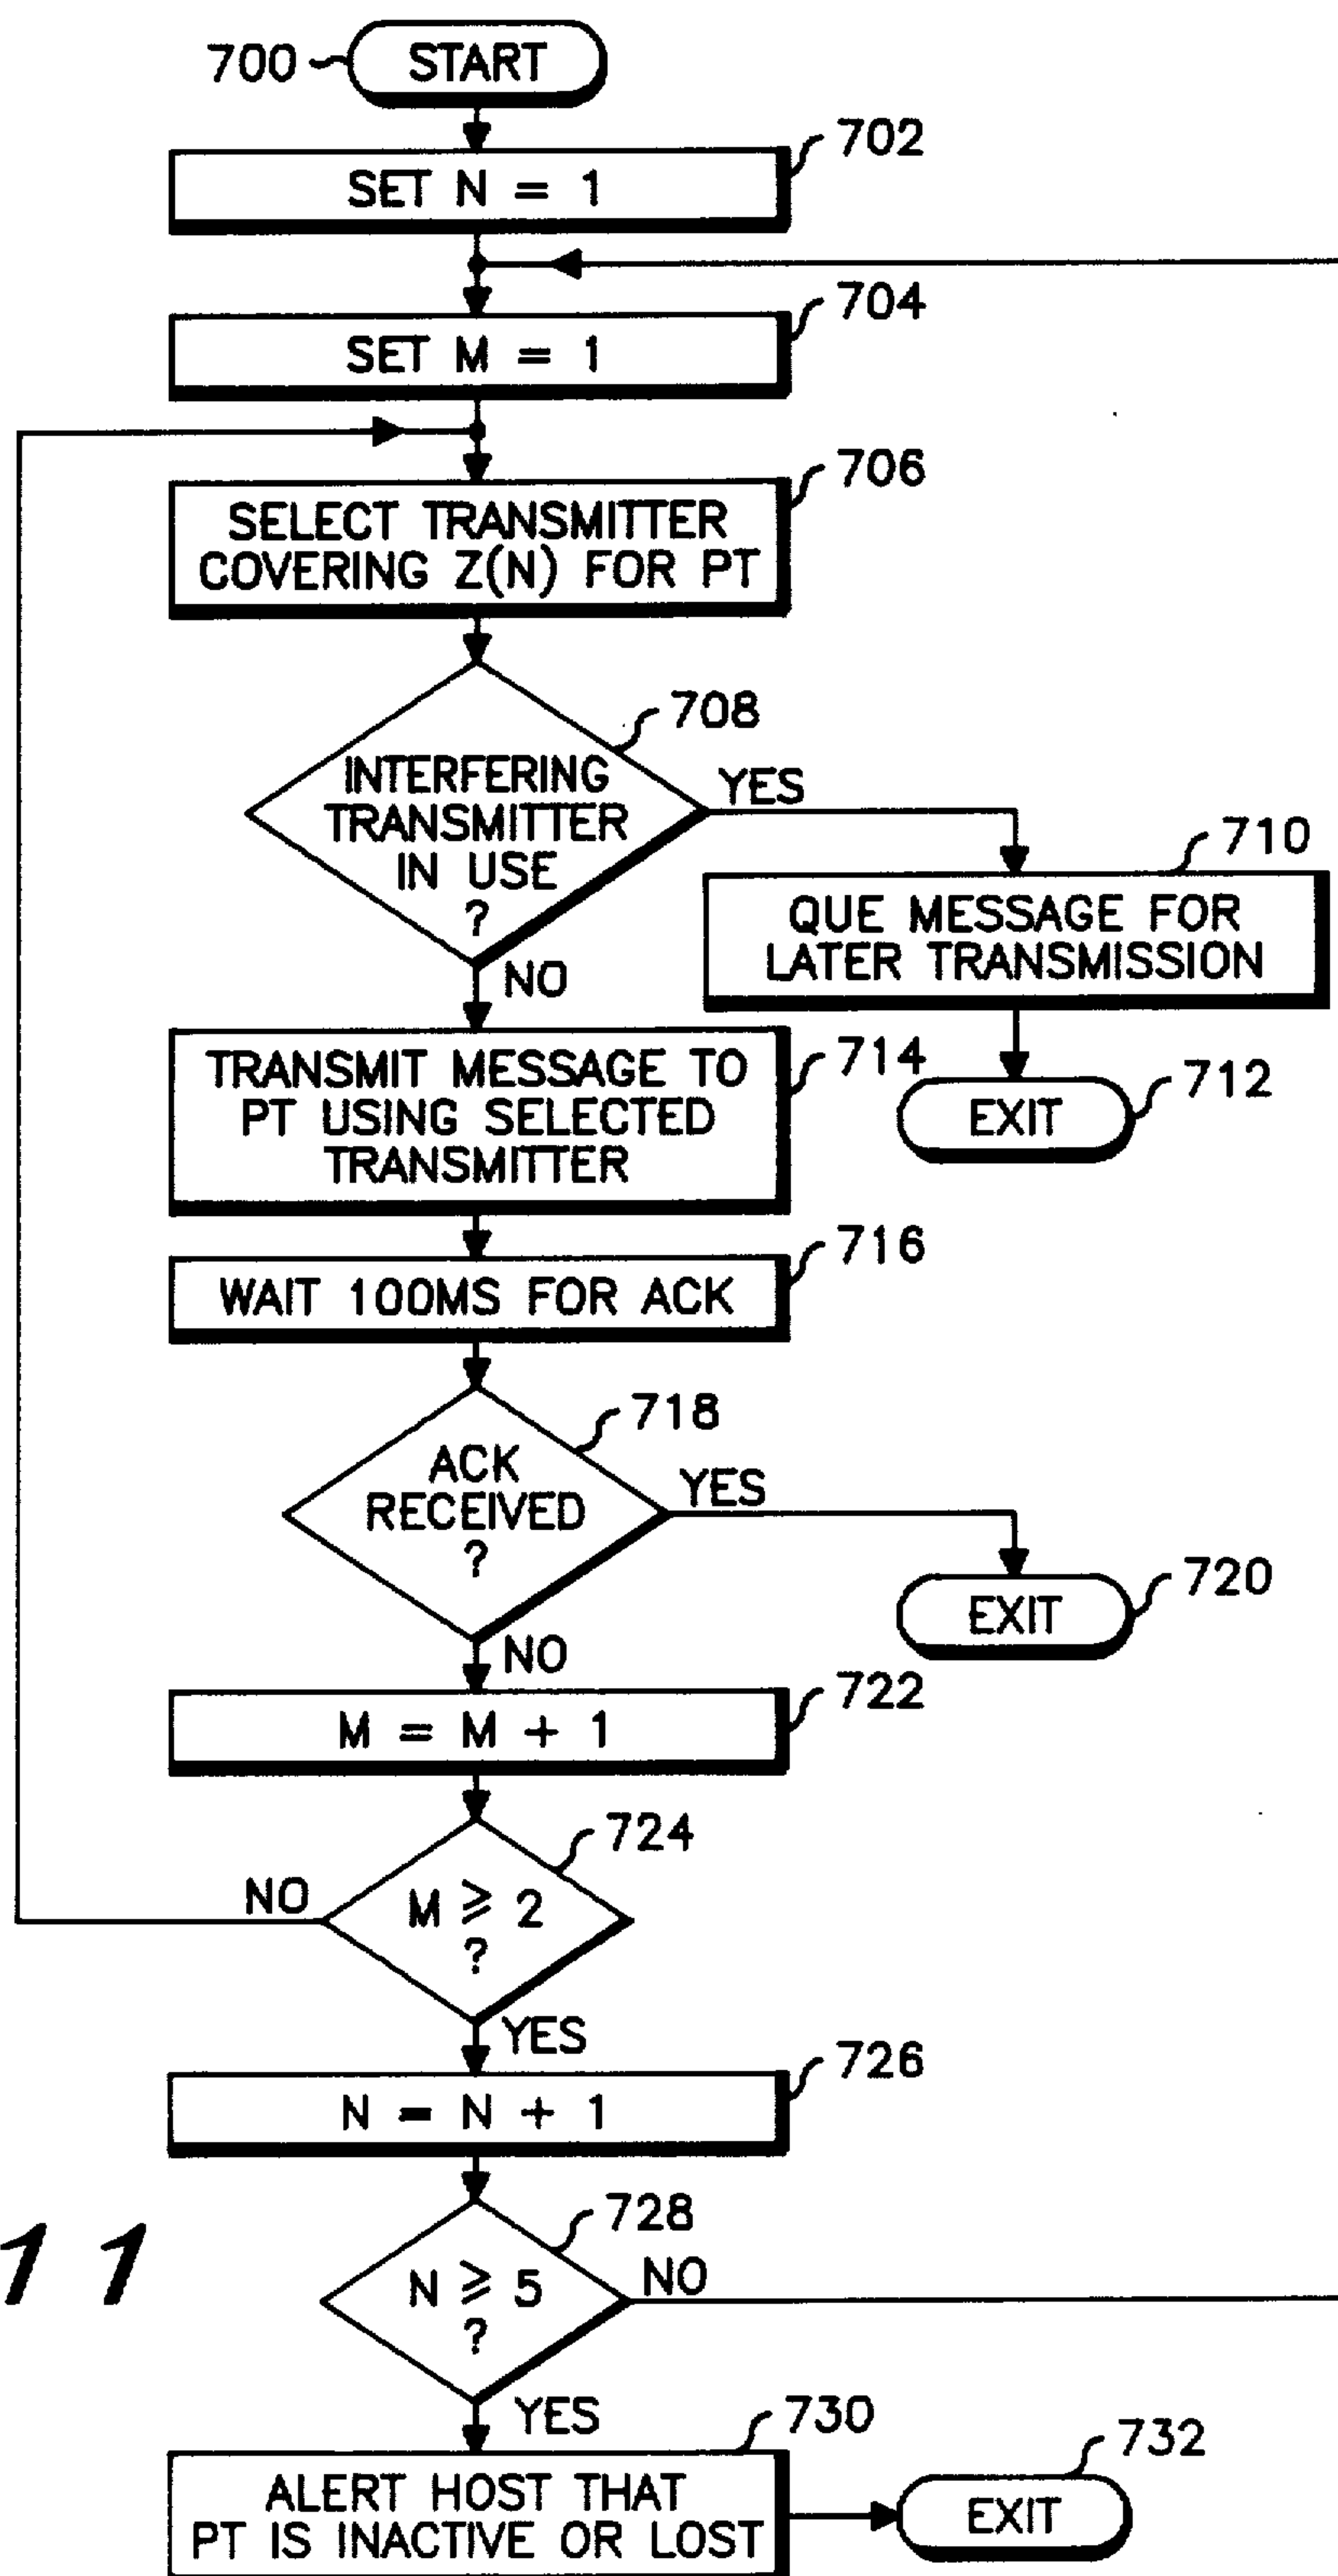 700 START
702
SET N = 1
704
SET M = 1
706
SELECT TRANSMITTER
COVERING Z(N) FOR PT
708
INTERFERING
TRANSMITTER
IN USE
?
YES
NO
710
QUE MESSAGE FOR
LATER TRANSMISSION
712
EXIT
714
TRANSMIT MESSAGE TO
PT USING SELECTED
TRANSMITTER
716
WAIT 100MS FOR ACK
718
ACK
RECEIVED
?
YES
720
EXIT
NO
722
M = M + 1
724
M ⩾ 2
?
NO
YES
726
N = N + 1
728
N ⩾ 5
?
NO
YES
11
730
ALERT HOST THAT
PT IS INACTIVE OR LOST
732
EXIT